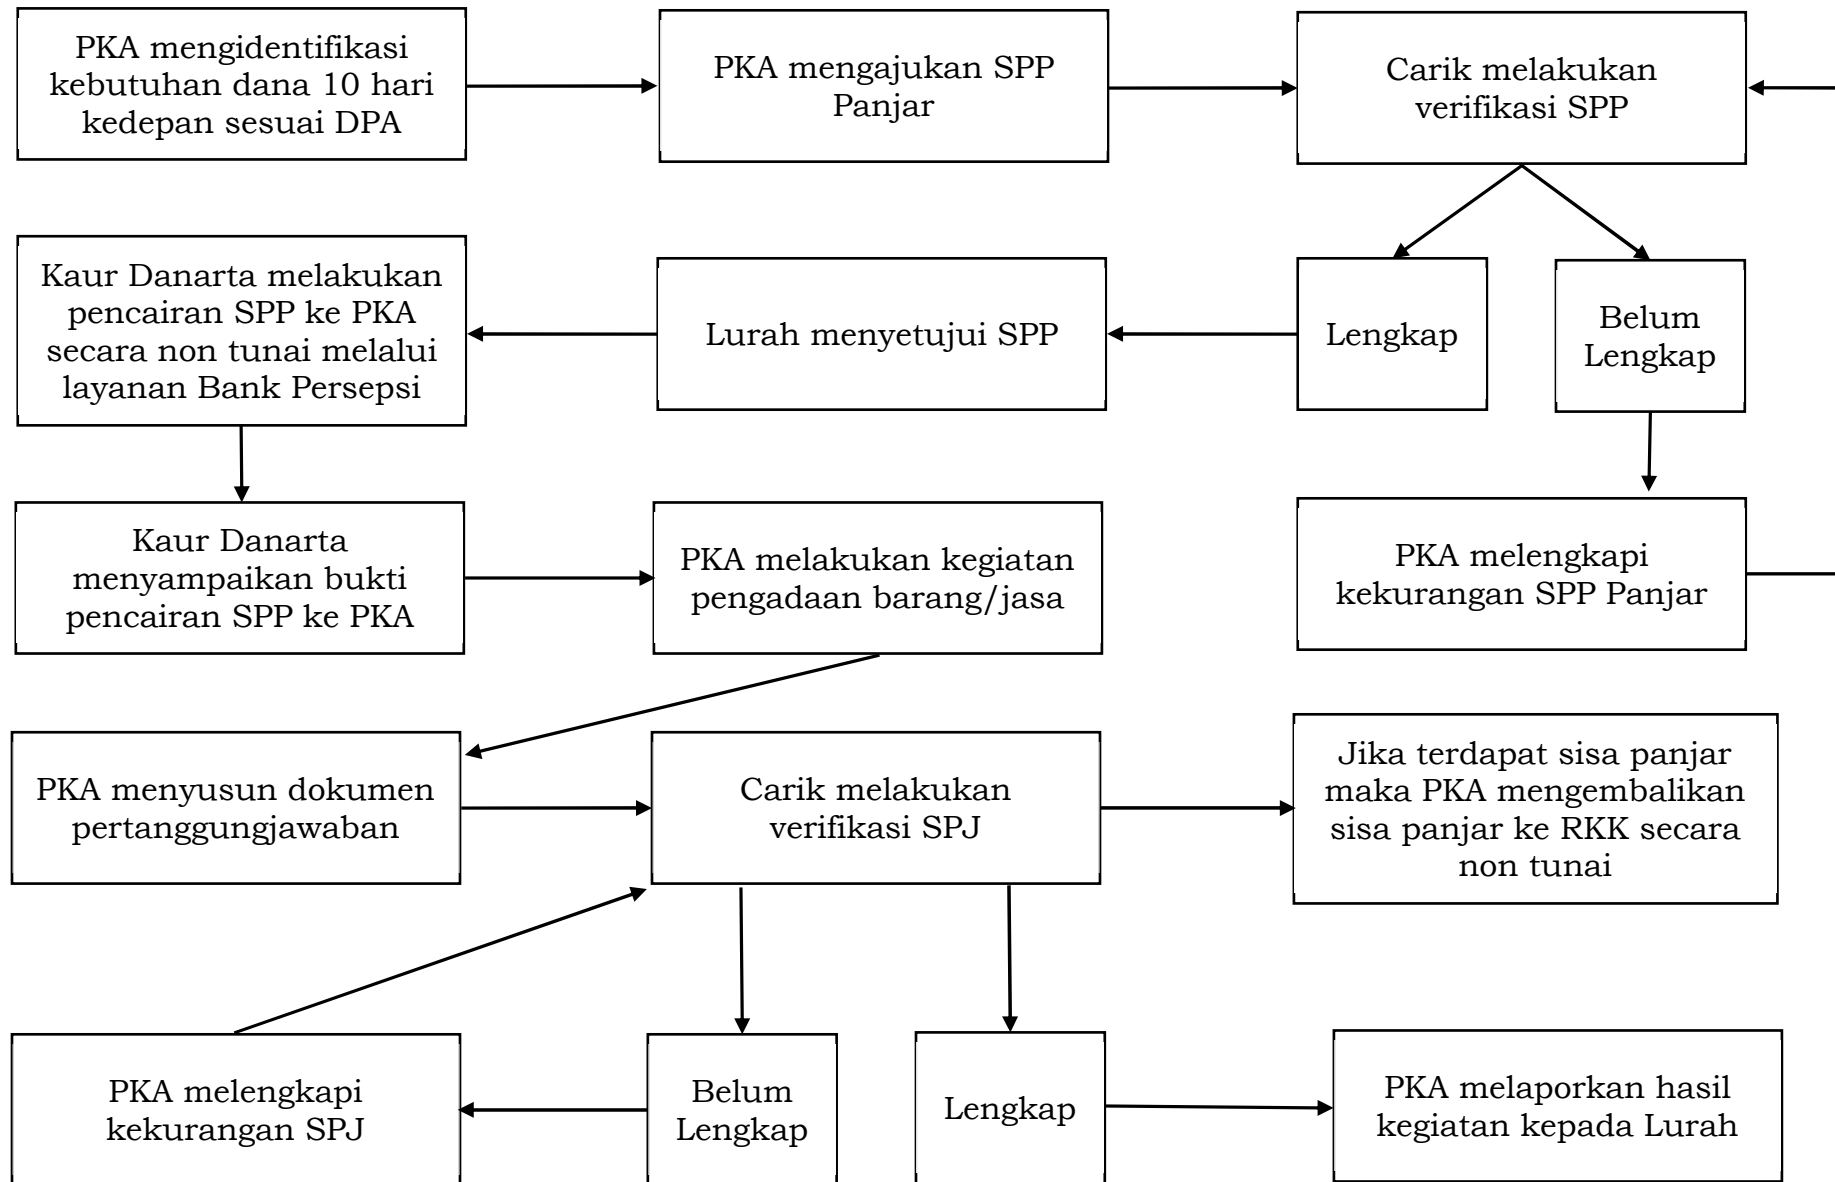 PKA mengidentifikasi
kebutuhan dana 10 hari
kedepan sesuai DPA
PKA mengajukan SPP
Panjar
Carik melakukan
verifikasi SPP
Kaur Danarta melakukan
pencairan SPP ke PKA
secara non tunai melalui
layanan Bank Persepsi
Lurah menyetujui SPP
Lengkap
Belum
Lengkap
Kaur Danarta
menyampaikan bukti
pencairan SPP ke PKA
PKA melakukan kegiatan
pengadaan barang/jasa
PKA melengkapi
kekurangan SPP Panjar
PKA menyusun dokumen
pertanggungjawaban
Carik melakukan
verifikasi SPJ
Jika terdapat sisa panjar
maka PKA mengembalikan
sisa panjar ke RKK secara
non tunai
PKA melengkapi
kekurangan SPJ
Belum
Lengkap
Lengkap
PKA melaporkan hasil
kegiatan kepada Lurah